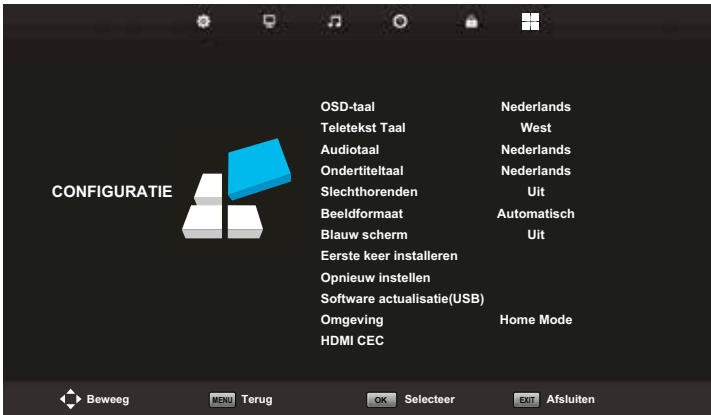 CONFIGURATIE
OSD-taal Nederlands
Teletekst Taal West
Audiotaal Nederlands
Ondertiteltaal Nederlands
Slechthorenden Uit
Beeldformaat Automatisch
Blauw scherm Uit
Eerste keer installeren
Opnieuw instellen
Software actualisatie(USB)
Omgeving Home Mode
HDMI CEC
Beweeg MENU Terug OK Selecteer EXIT Afsluiten